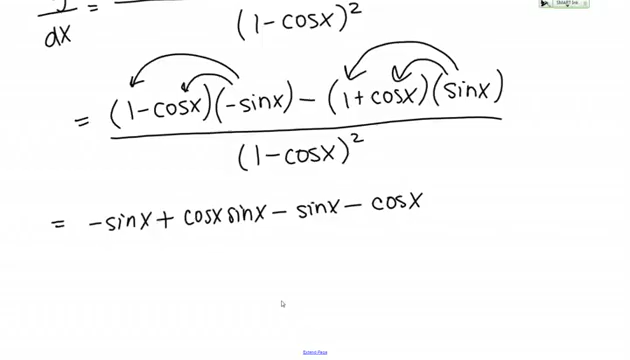 dx =
(1-cosx)²
= (1-cosx)(-sinx) - (1+cosx)(sinx)
(1-cosx)²
= -sinx + cosx sinx - sinx - cosx
Extend Page